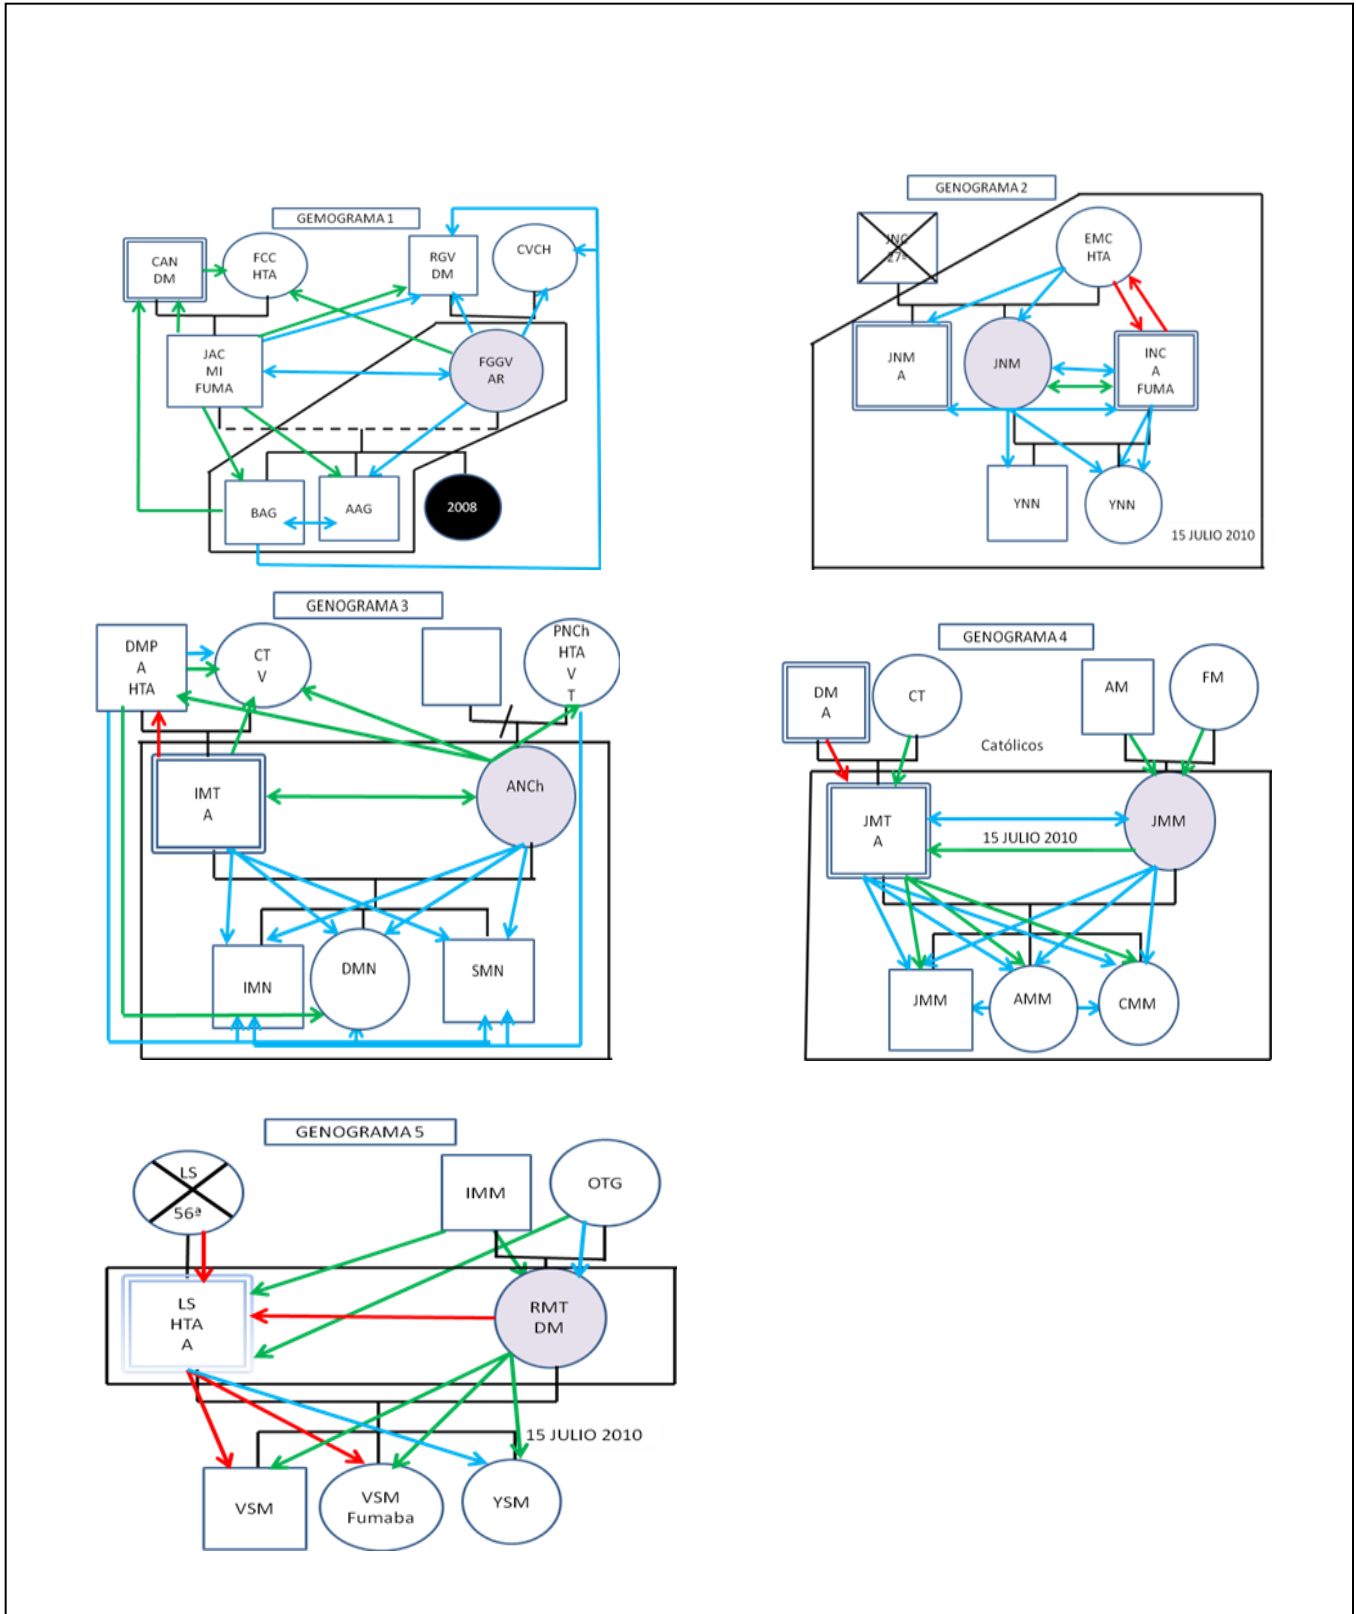 GEMOGRAMA 1
CAN
DM
FCC
HTA
RGV
DM
CVCH
JAC
MI
FUMA
FGGV
AR
BAG
AAG
2008
GENOGRAMA 2
JNC
27ª
EMC
HTA
JNM
A
JNM
INC
A
FUMA
YNN
YNN
15 JULIO 2010
GENOGRAMA 3
DMP
A
HTA
CT
V
PNCh
HTA
V
T
IMT
A
ANCh
IMN
DMN
SMN
GENOGRAMA 4
DM
A
CT
AM
FM
Católicos
JMT
A
15 JULIO 2010
JMM
JMM
AMM
CMM
GENOGRAMA 5
LS
56ª
IMM
OTG
LS
HTA
A
RMT
DM
15 JULIO 2010
VSM
VSM
Fumaba
YSM